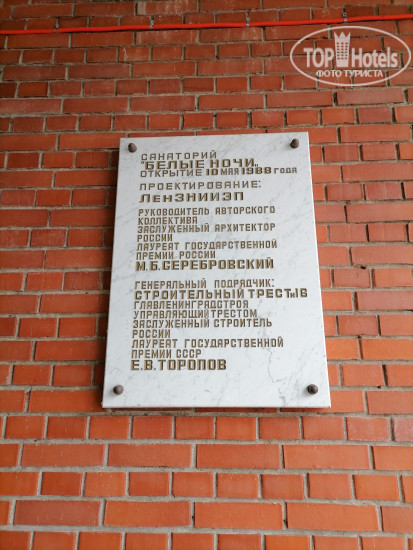 TOP Hotels
ФОТО ТУРИСТА
САНАТОРИЙ
"БЕЛЫЕ НОЧИ"
ОТКРЫТИЕ 10 МАЯ 1988 ГОДА
ПРОЕКТИРОВАНИЕ:
ЛенЗНИИЭП
РУКОВОДИТЕЛЬ АВТОРСКОГО
КОЛЛЕКТИВА
ЗАСЛУЖЕННЫЙ АРХИТЕКТОР
РОССИИ
ЛАУРЕАТ ГОСУДАРСТВЕННОЙ
ПРЕМИИ РОССИИ
М.Б.СЕРЕБРОВСКИЙ
ГЕНЕРАЛЬНЫЙ ПОДРЯДЧИК:
СТРОИТЕЛЬНЫЙ ТРЕСТ №16
ГЛАВЛЕНИНГРАДСТРОЯ
УПРАВЛЯЮЩИЙ ТРЕСТОМ
ЗАСЛУЖЕННЫЙ СТРОИТЕЛЬ
РОССИИ
ЛАУРЕАТ ГОСУДАРСТВЕННОЙ
ПРЕМИИ СССР
Е.В.ТОРОПОВ